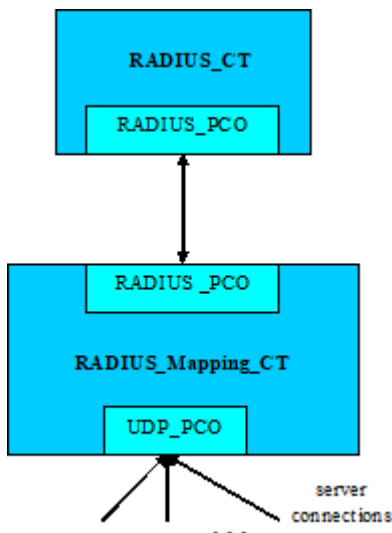 RADIUS_CT
RADIUS_PCO
RADIUS _PCO
RADIUS_Mapping_CT
UDP_PCO
server
connections